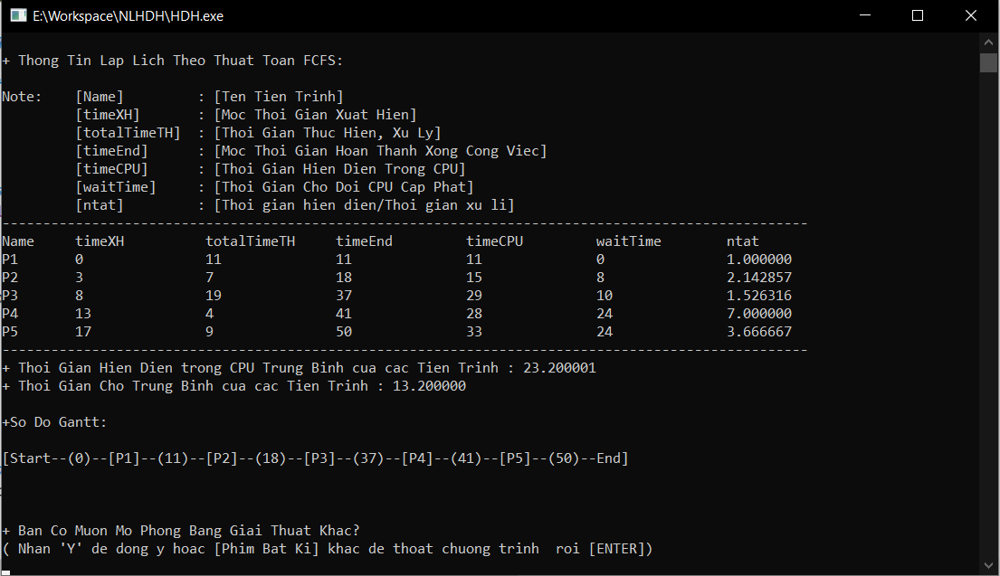 E:\Workspace\NLHDH\HDH.exe
+ Thong Tin Lap Lich Theo Thuat Toan FCFS:
Note:    [Name]         : [Ten Tien Trinh]
         [timeXH]       : [Moc Thoi Gian Xuat Hien]
         [totalTimeTH]  : [Thoi Gian Thuc Hien, Xu Ly]
         [timeEnd]      : [Moc Thoi Gian Hoan Thanh Xong Cong Viec]
         [timeCPU]      : [Thoi Gian Hien Dien Trong CPU]
         [waitTime]     : [Thoi Gian Cho Doi CPU Cap Phat]
         [ntat]         : [Thoi gian hien dien/Thoi gian xu li]
---------------------------------------------------------------------------------------------------
Name     timeXH          totalTimeTH     timeEnd         timeCPU         waitTime        ntat
P1       0               11              11              11              0               1.000000
P2       3               7               18              15              8               2.142857
P3       8               19              37              29              10              1.526316
P4       13              4               41              28              24              7.000000
P5       17              9               50              33              24              3.666667
---------------------------------------------------------------------------------------------------
+ Thoi Gian Hien Dien trong CPU Trung Binh cua cac Tien Trinh : 23.200001
+ Thoi Gian Cho Trung Binh cua cac Tien Trinh : 13.200000
+So Do Gantt:
[Start--(0)--[P1]--(11)--[P2]--(18)--[P3]--(37)--[P4]--(41)--[P5]--(50)--End]
+ Ban Co Muon Mo Phong Bang Giai Thuat Khac?
( Nhan 'Y' de dong y hoac [Phim Bat Ki] khac de thoat chuong trinh  roi [ENTER])